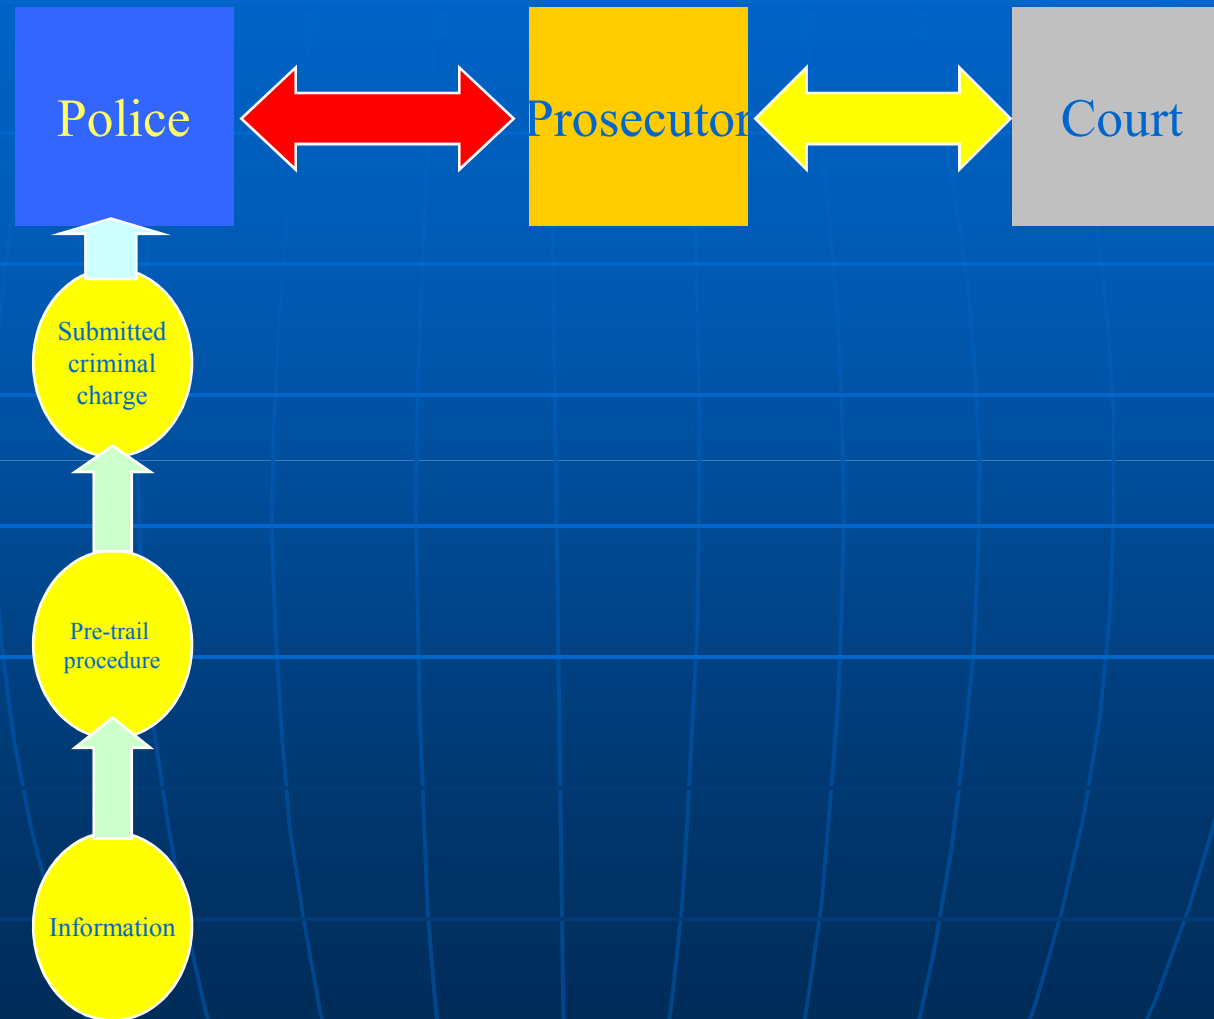 Police
Prosecutor
Court
Submitted
criminal
charge
Pre-trail
procedure
Information